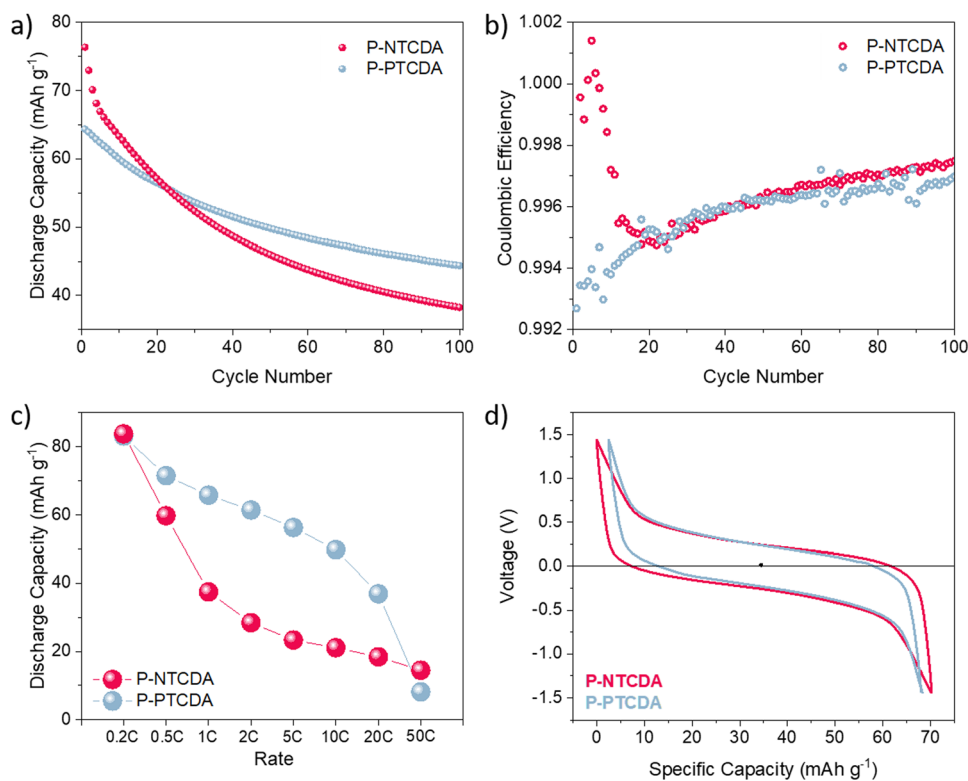 a)
80
70
60
50
40
Discharge Capacity (mAh g⁻¹)
P-NTCDA
P-PTCDA
0 20 40 60 80 100
Cycle Number
b)
1.002
1.000
0.998
0.996
0.994
0.992
Coulombic Efficiency
P-NTCDA
P-PTCDA
0 20 40 60 80 100
Cycle Number
c)
80
60
40
20
0
Discharge Capacity (mAh g⁻¹)
P-NTCDA
P-PTCDA
0.2C 0.5C 1C 2C 5C 10C 20C 50C
Rate
d)
1.5
1.0
0.5
0.0
-0.5
-1.0
-1.5
Voltage (V)
P-NTCDA
P-PTCDA
0 10 20 30 40 50 60 70
Specific Capacity (mAh g⁻¹)